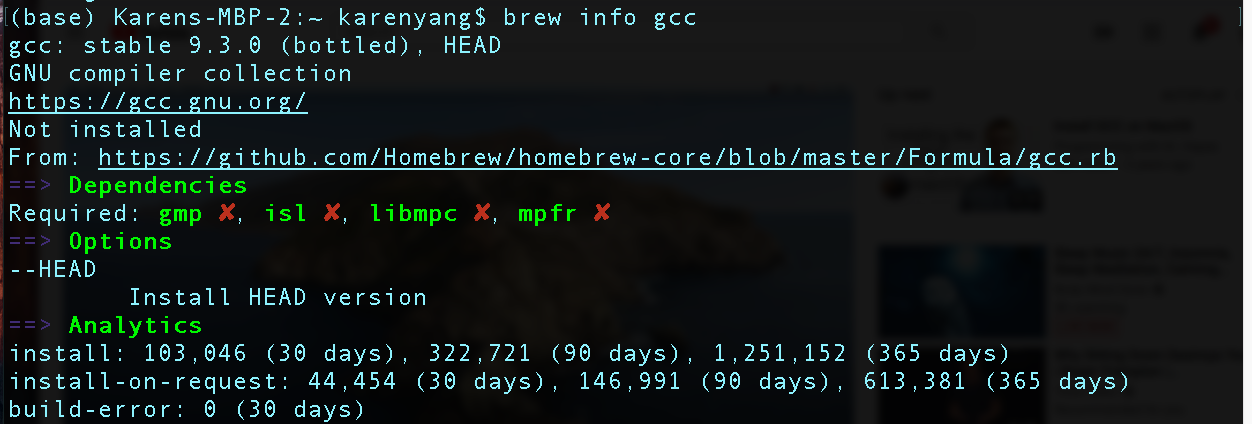 (base) Karens-MBP-2:~ karenyang$ brew info gcc
gcc: stable 9.3.0 (bottled), HEAD
GNU compiler collection
https://gcc.gnu.org/
Not installed
From: https://github.com/Homebrew/homebrew-core/blob/master/Formula/gcc.rb
==> Dependencies
Required: gmp ✘, isl ✘, libmpc ✘, mpfr ✘
==> Options
--HEAD
        Install HEAD version
==> Analytics
install: 103,046 (30 days), 322,721 (90 days), 1,251,152 (365 days)
install-on-request: 44,454 (30 days), 146,991 (90 days), 613,381 (365 days)
build-error: 0 (30 days)